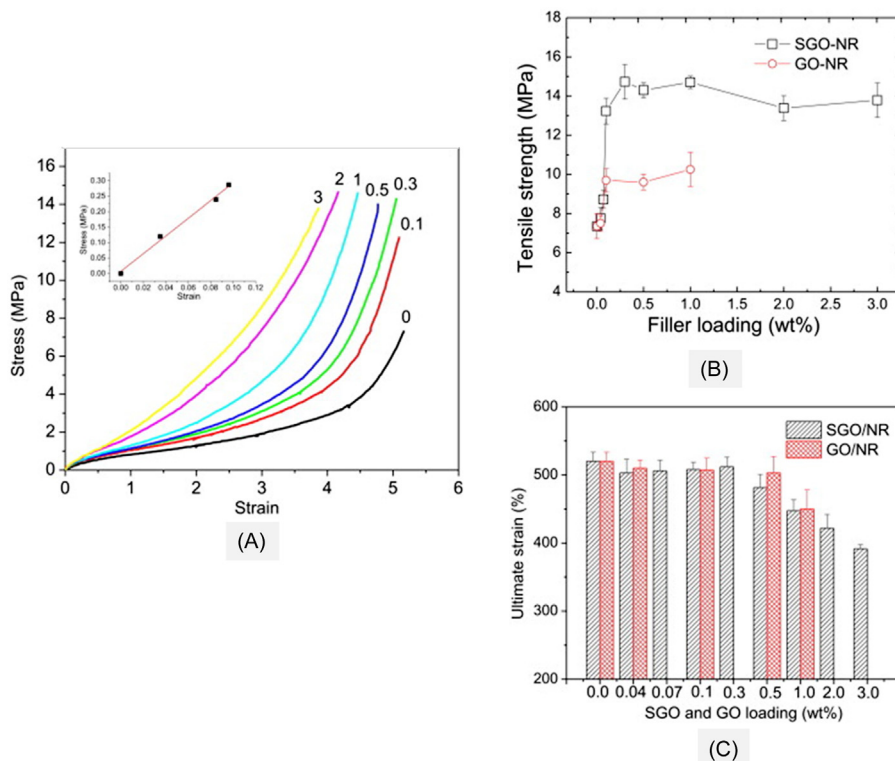 16
14
12
10
8
6
4
2
0
Stress (MPa)
0
1
2
3
4
5
6
Strain
3
2
1
0.5
0.3
0.1
0
0.30
0.25
0.20
0.15
0.10
0.05
0.00
Stress (MPa)
0.00 0.02 0.04 0.06 0.08 0.10 0.12
Strain
(A)
18
16
14
12
10
8
6
4
Tensile strength (MPa)
SGO-NR
GO-NR
0.0 0.5 1.0 1.5 2.0 2.5 3.0
Filler loading (wt%)
(B)
600
500
400
300
200
Ultimate strain (%)
SGO/NR
GO/NR
0.0 0.04 0.07 0.1 0.3 0.5 1.0 2.0 3.0
SGO and GO loading (wt%)
(C)